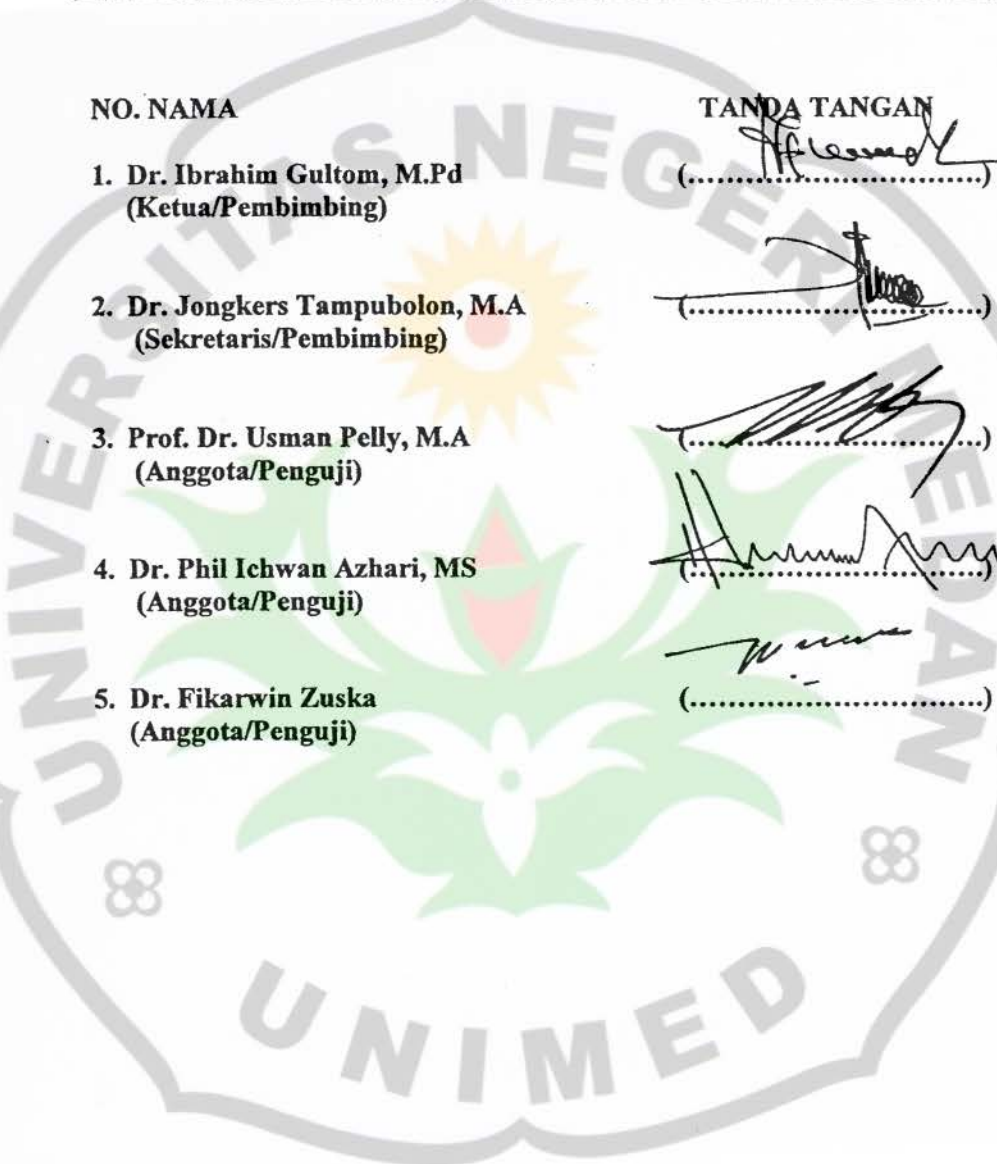 NO. NAMA TANDA TANGAN
1. Dr. Ibrahim Gultom, M.Pd (..............................)
(Ketua/Pembimbing)
2. Dr. Jongkers Tampubolon, M.A (..............................)
(Sekretaris/Pembimbing)
3. Prof. Dr. Usman Pelly, M.A (..............................)
(Anggota/Penguji)
4. Dr. Phil Ichwan Azhari, MS (..............................)
(Anggota/Penguji)
5. Dr. Fikarwin Zuska (..............................)
(Anggota/Penguji)
UNIVERSITAS NEGERI MEDAN
UNIMED